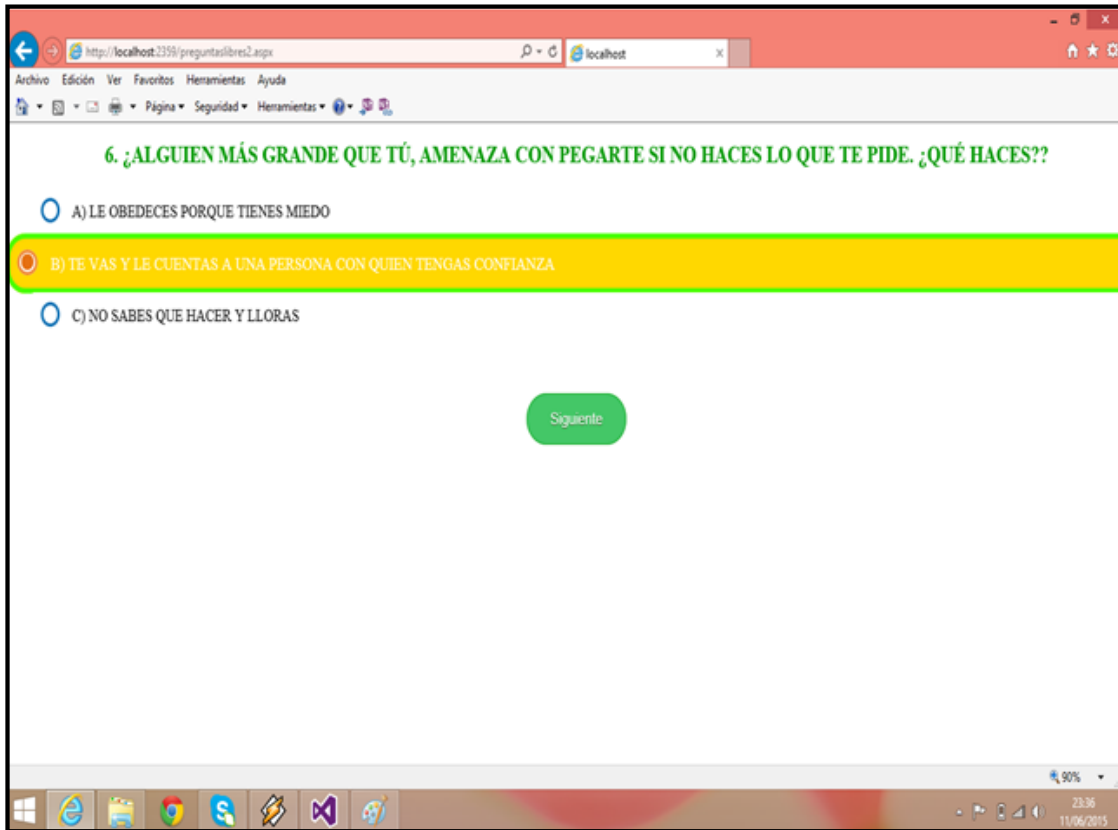 http://localhost:2359/preguntaslibres2.aspx
localhost
Archivo Edición Ver Favoritos Herramientas Ayuda
Página Seguridad Herramientas
6. ¿ALGUIEN MÁS GRANDE QUE TÚ, AMENAZA CON PEGARTE SI NO HACES LO QUE TE PIDE. ¿QUÉ HACES??
A) LE OBEDECES PORQUE TIENES MIEDO
B) TE VAS Y LE CUENTAS A UNA PERSONA CON QUIEN TENGAS CONFIANZA
C) NO SABES QUE HACER Y LLORAS
Siguiente
90%
23:36
11/06/2015